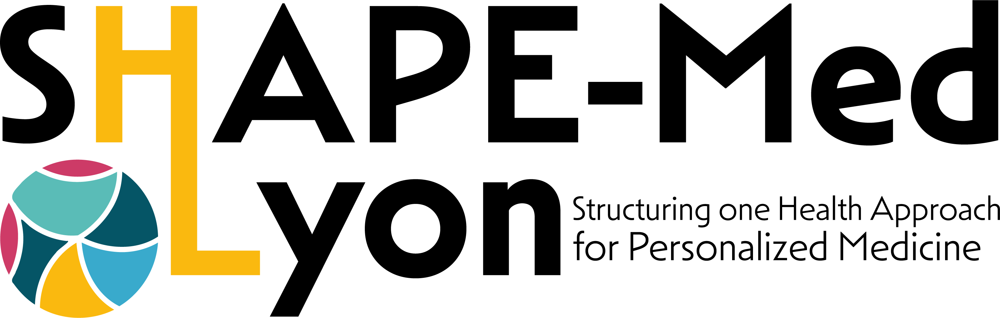 SHAPE-Med
Lyon
Structuring one Health Approach
for Personalized Medicine